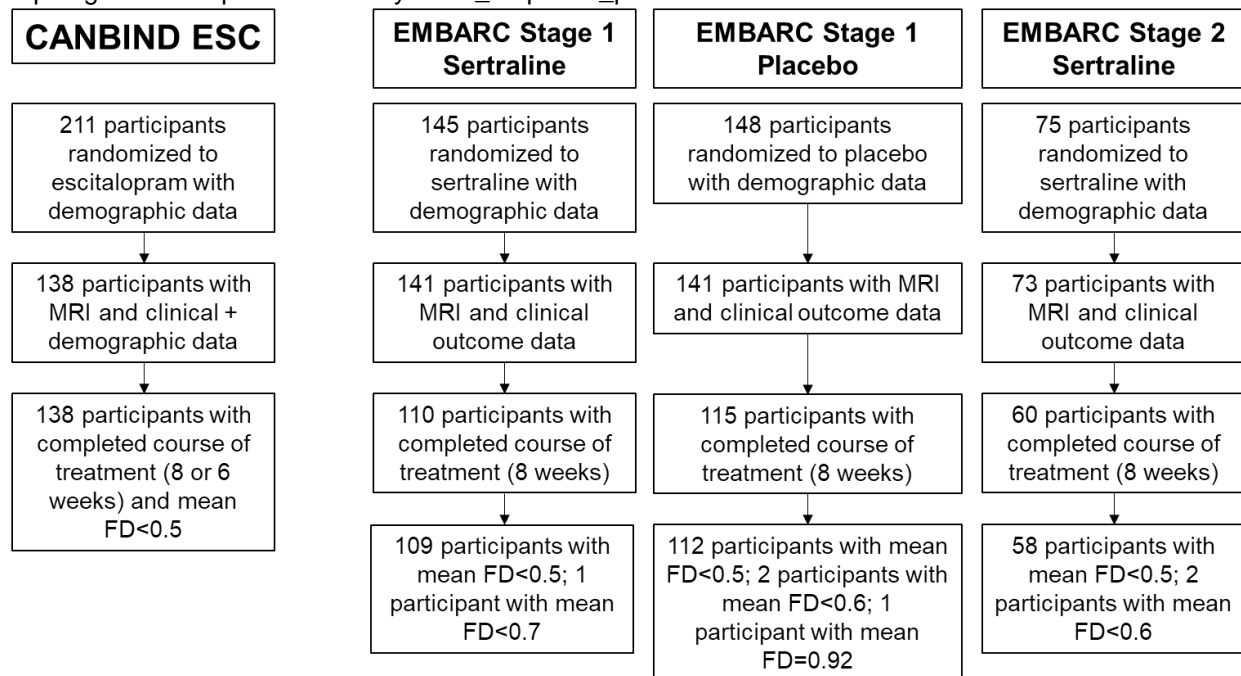 CANBIND ESC
211 participants
randomized to
escitalopram with
demographic data
138 participants with
MRI and clinical +
demographic data
138 participants with
completed course of
treatment (8 or 6
weeks) and mean
FD<0.5
EMBARC Stage 1
Sertraline
145 participants
randomized to
sertraline with
demographic data
141 participants with
MRI and clinical
outcome data
110 participants with
completed course of
treatment (8 weeks)
109 participants with
mean FD<0.5; 1
participant with mean
FD<0.7
EMBARC Stage 1
Placebo
148 participants
randomized to placebo
with demographic data
141 participants with MRI
and clinical outcome data
115 participants with
completed course of
treatment (8 weeks)
112 participants with mean
FD<0.5; 2 participants with
mean FD<0.6; 1
participant with mean
FD=0.92
EMBARC Stage 2
Sertraline
75 participants
randomized to
sertraline with
demographic data
73 participants with
MRI and clinical
outcome data
60 participants with
completed course of
treatment (8 weeks)
58 participants with
mean FD<0.5; 2
participants with mean
FD<0.6